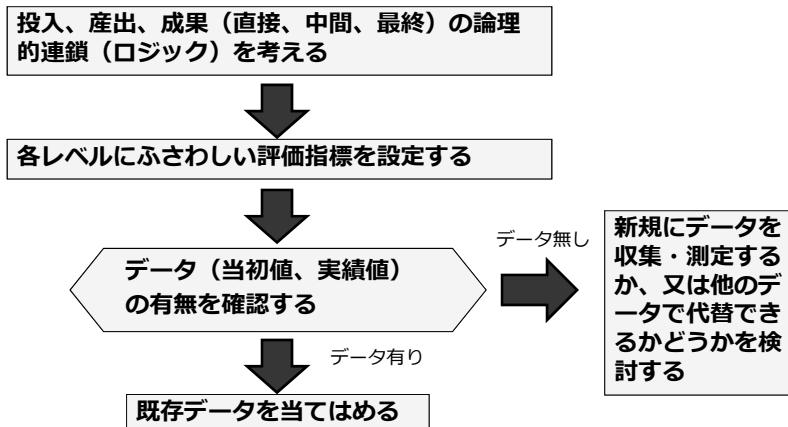 投入、産出、成果（直接、中間、最終）の論理
的連鎖（ロジック）を考える
各レベルにふさわしい評価指標を設定する
データ（当初値、実績値）
の有無を確認する
データ無し
新規にデータを
収集・測定する
か、又は他のデ
ータで代替でき
るかどうかを検
討する
データ有り
既存データを当てはめる